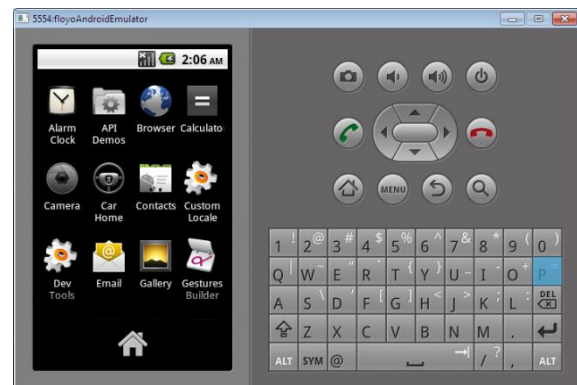 5554:floyoAndroidEmulator
2:06 AM
Alarm Clock
API Demos
Browser
Calculato
Camera
Car Home
Contacts
Custom Locale
Dev Tools
Email
Gallery
Gestures Builder
MENU
1 ! 2 @ 3 # 4 $ 5 % 6 ^ 7 & 8 * 9 ( 0 )
Q | W ~ E " R ` T { Y } U _ I - O + P =
A S \ D ' F [ G ] H < J > K ; L : DEL
Z X C V B N M .
ALT SYM @ / ? , ALT